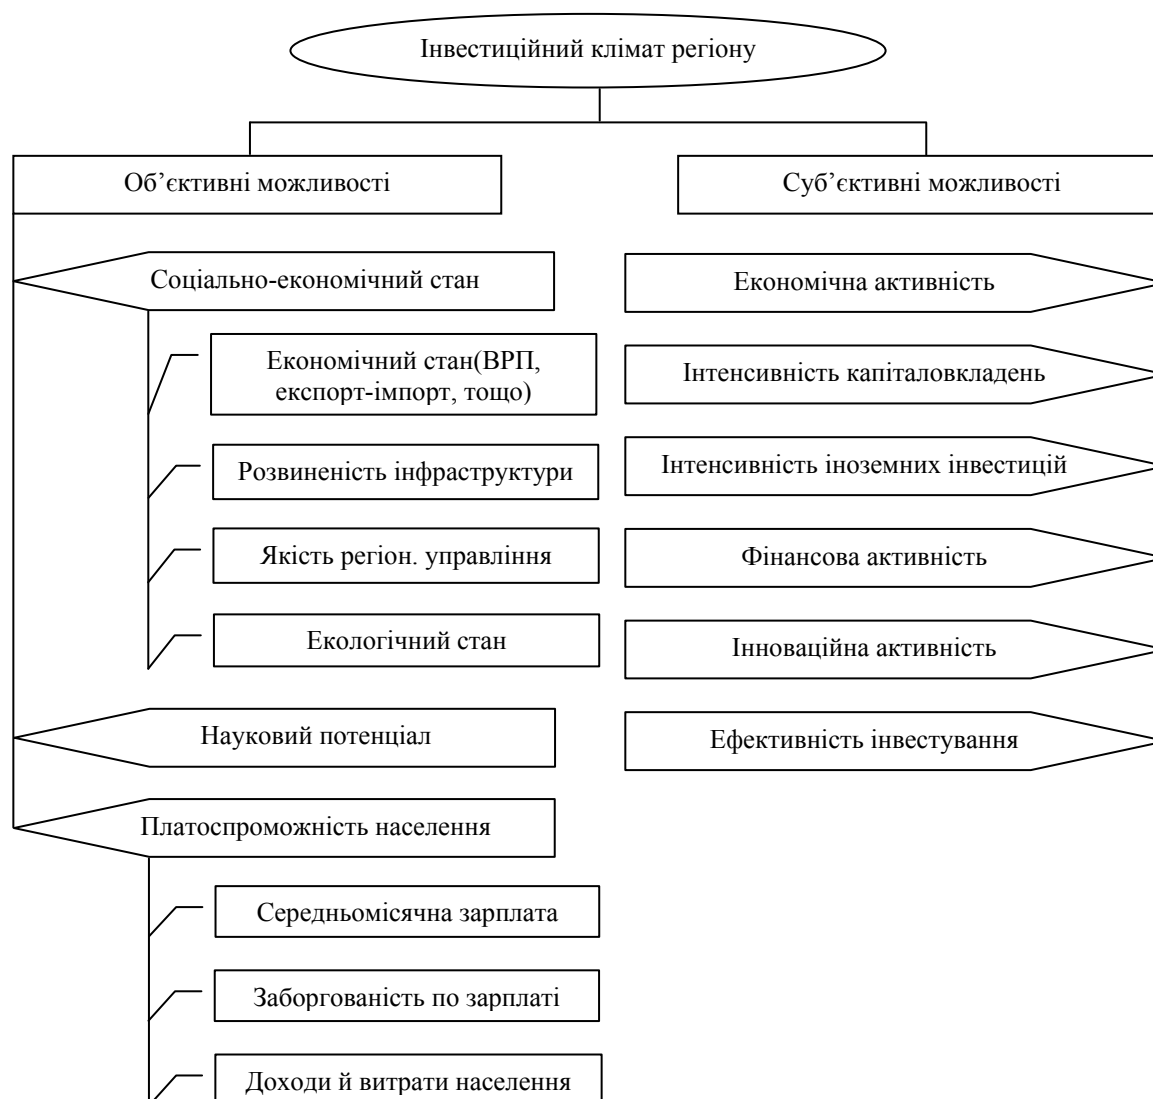 Інвестиційний клімат регіону
Об’єктивні можливості
Суб’єктивні можливості
Соціально-економічний стан
Економічна активність
Економічний стан(ВРП,
експорт-імпорт, тощо)
Інтенсивність капіталовкладень
Розвиненість інфраструктури
Інтенсивність іноземних інвестицій
Якість регіон. управління
Фінансова активність
Екологічний стан
Інноваційна активність
Науковий потенціал
Ефективність інвестування
Платоспроможність населення
Середньомісячна зарплата
Заборгованість по зарплаті
Доходи й витрати населення